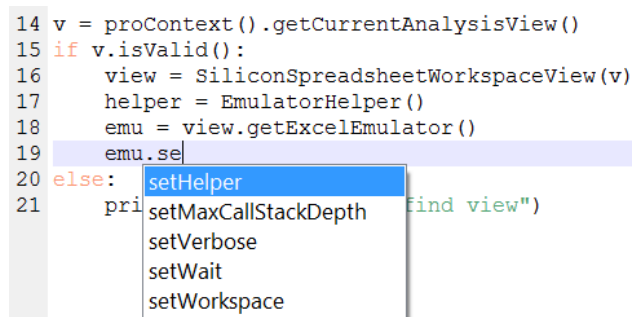 14 v = proContext().getCurrentAnalysisView()
15 if v.isValid():
16     view = SiliconSpreadsheetWorkspaceView(v)
17     helper = EmulatorHelper()
18     emu = view.getExcelEmulator()
19     emu.se
20 else:
21     pri find view")
setHelper
setMaxCallStackDepth
setVerbose
setWait
setWorkspace